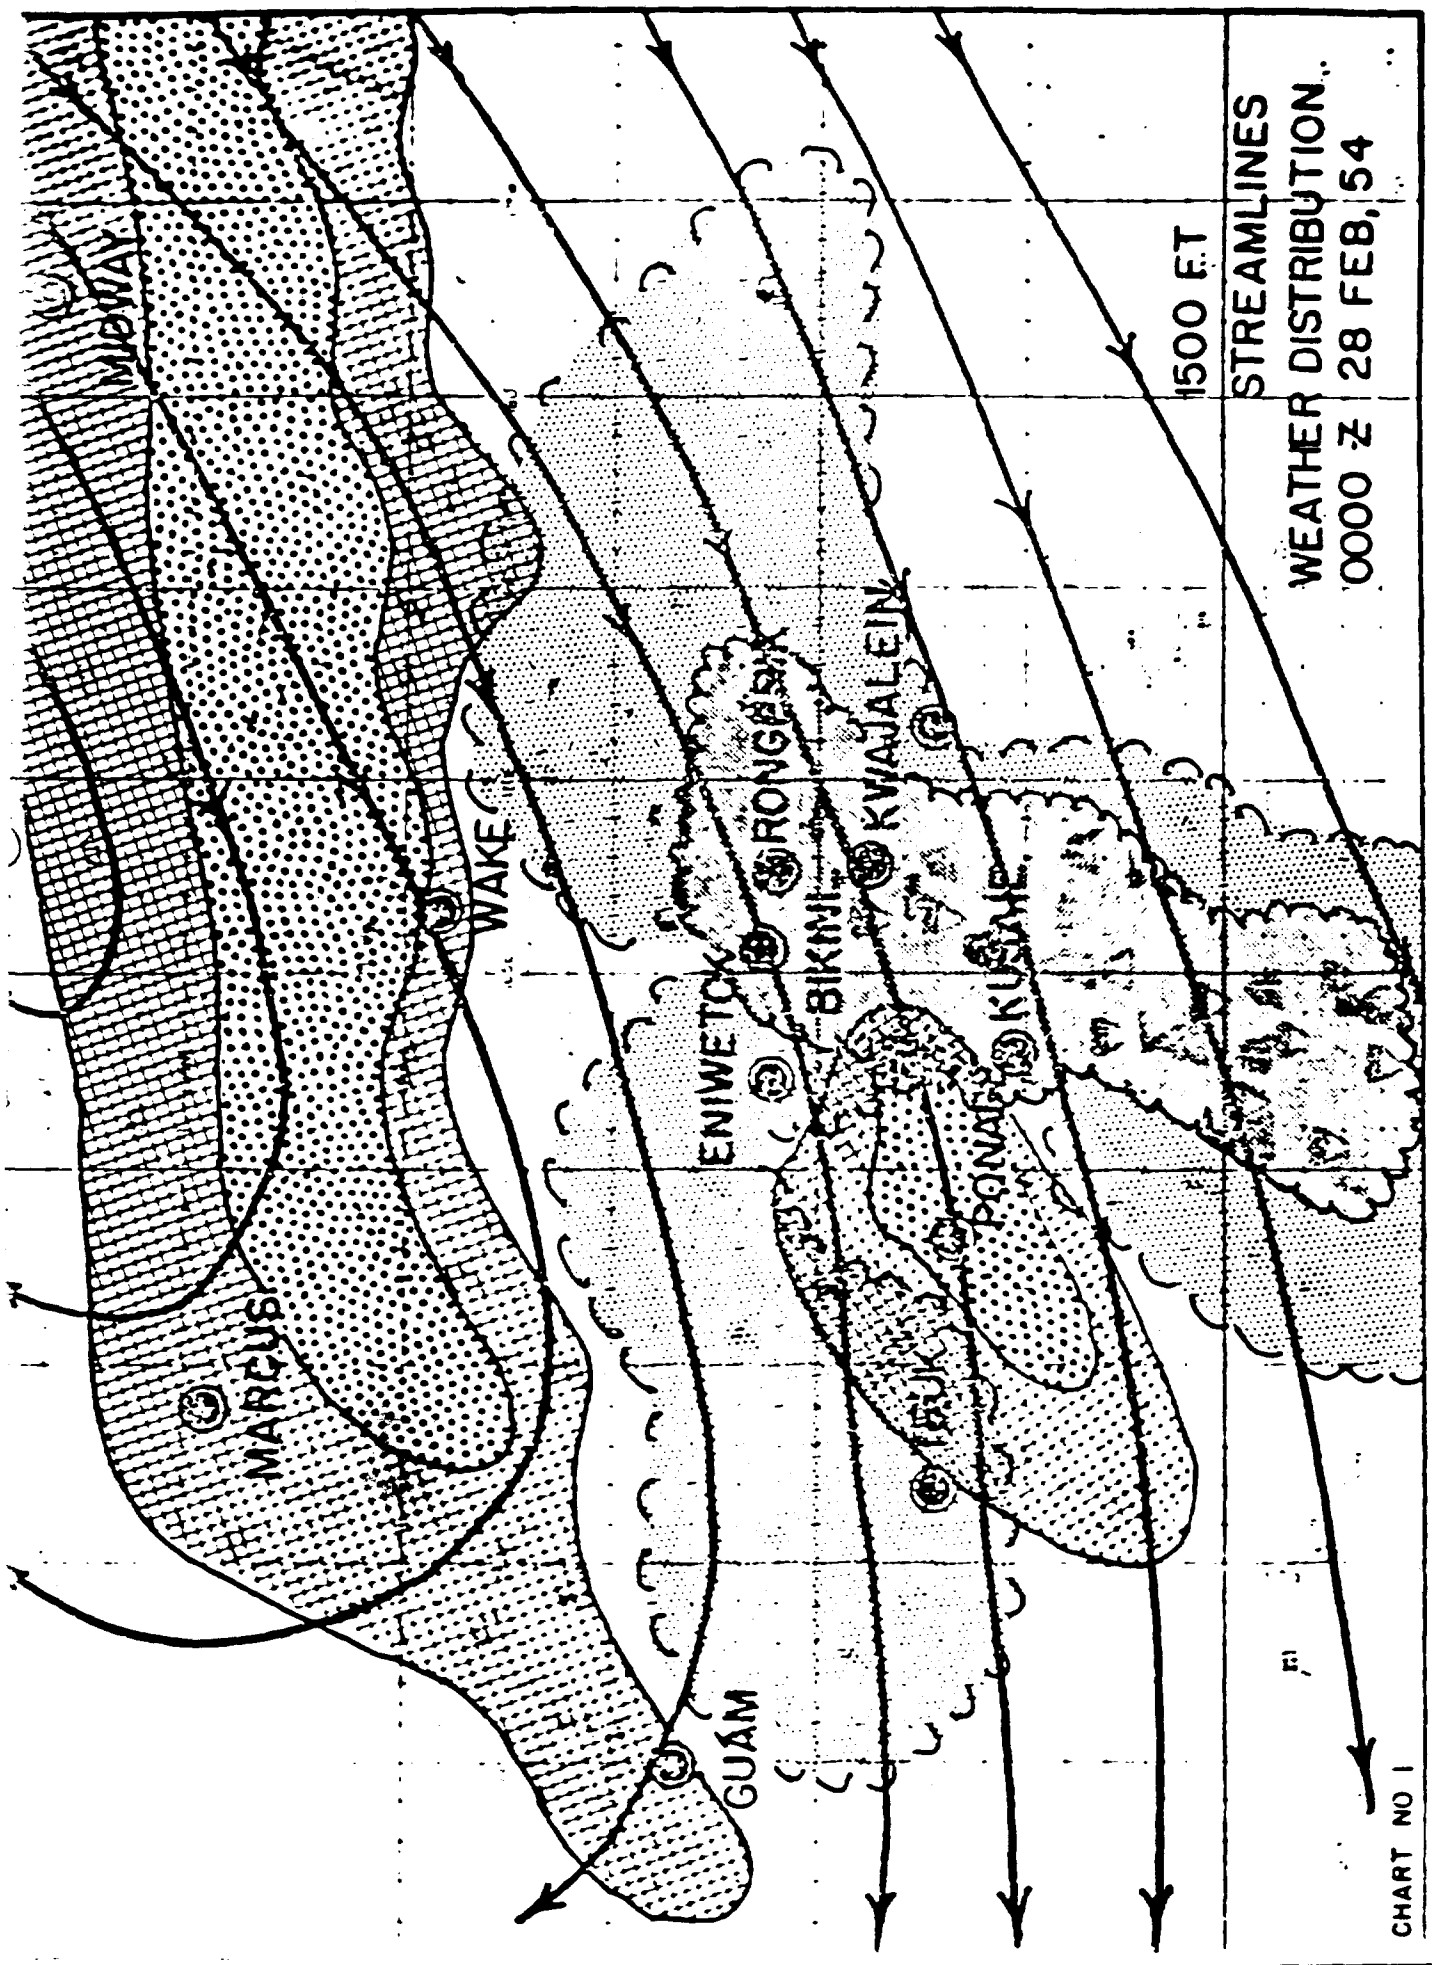 MIDWAY
MARCUS
WAKE
GUAM
ENIWETOK
RONGERIK
BIKINI
KWAJALEIN
KUSAIE
PONAPE
TRUK
1500 FT
STREAMLINES
WEATHER DISTRIBUTION
0000 Z 28 FEB, 54
CHART NO 1